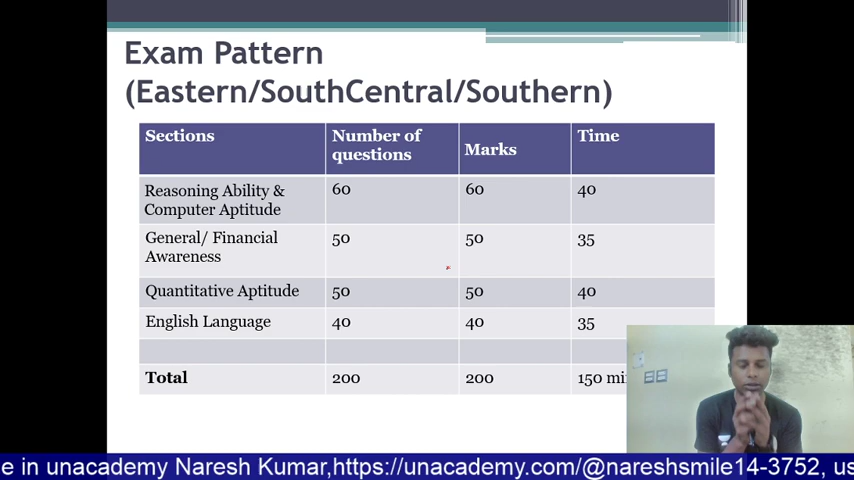 Exam Pattern
(Eastern/SouthCentral/Southern)
Sections Number of questions Marks Time
Reasoning Ability & Computer Aptitude 60 60 40
General/ Financial Awareness 50 50 35
Quantitative Aptitude 50 50 40
English Language 40 40 35
Total 200 200 150
e in unacademy Naresh Kumar,https://unacademy.com/@nareshsmile14-3752, us